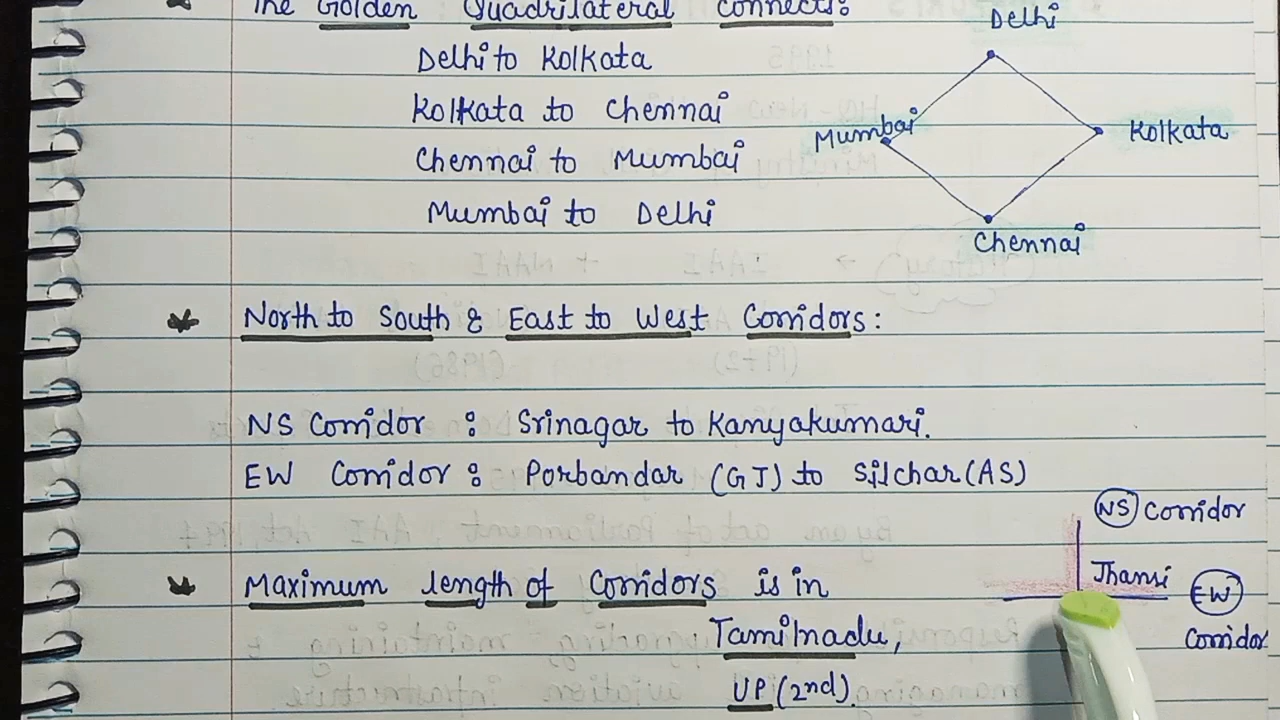 The Golden Quadrilateral connects:
Delhi to Kolkata
Kolkata to Chennai
Chennai to Mumbai
Mumbai to Delhi
Delhi
Mumbai
Kolkata
Chennai
* North to South & East to West Corridors:
NS Corridor : Srinagar to Kanyakumari.
EW Corridor : Porbandar (GJ) to Silchar (AS)
NS Corridor
Jhansi
EW
Corridor
* Maximum length of Corridors is in
Tamilnadu,
UP (2nd).